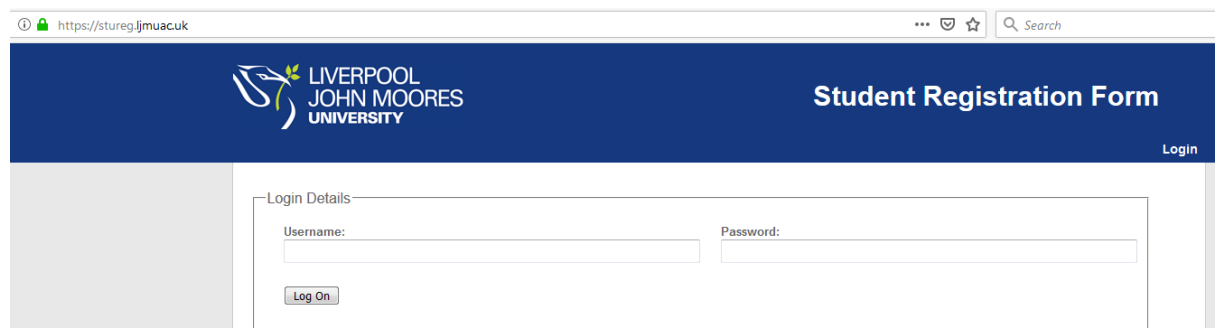 https://stureg.ljmuac.uk
Search
LIVERPOOL
JOHN MOORES
UNIVERSITY
Student Registration Form
Login
Login Details
Username:
Password:
Log On